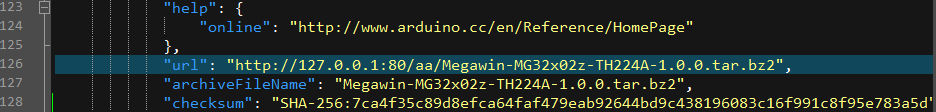 123 "help": {
124 "online": "http://www.arduino.cc/en/Reference/HomePage"
125 },
126 "url": "http://127.0.0.1:80/aa/Megawin-MG32x02z-TH224A-1.0.0.tar.bz2",
127 "archiveFileName": "Megawin-MG32x02z-TH224A-1.0.0.tar.bz2",
128 "checksum": "SHA-256:7ca4f35c89d8efca64faf479eab92644bd9c438196083c16f991c8f95e783a5d"